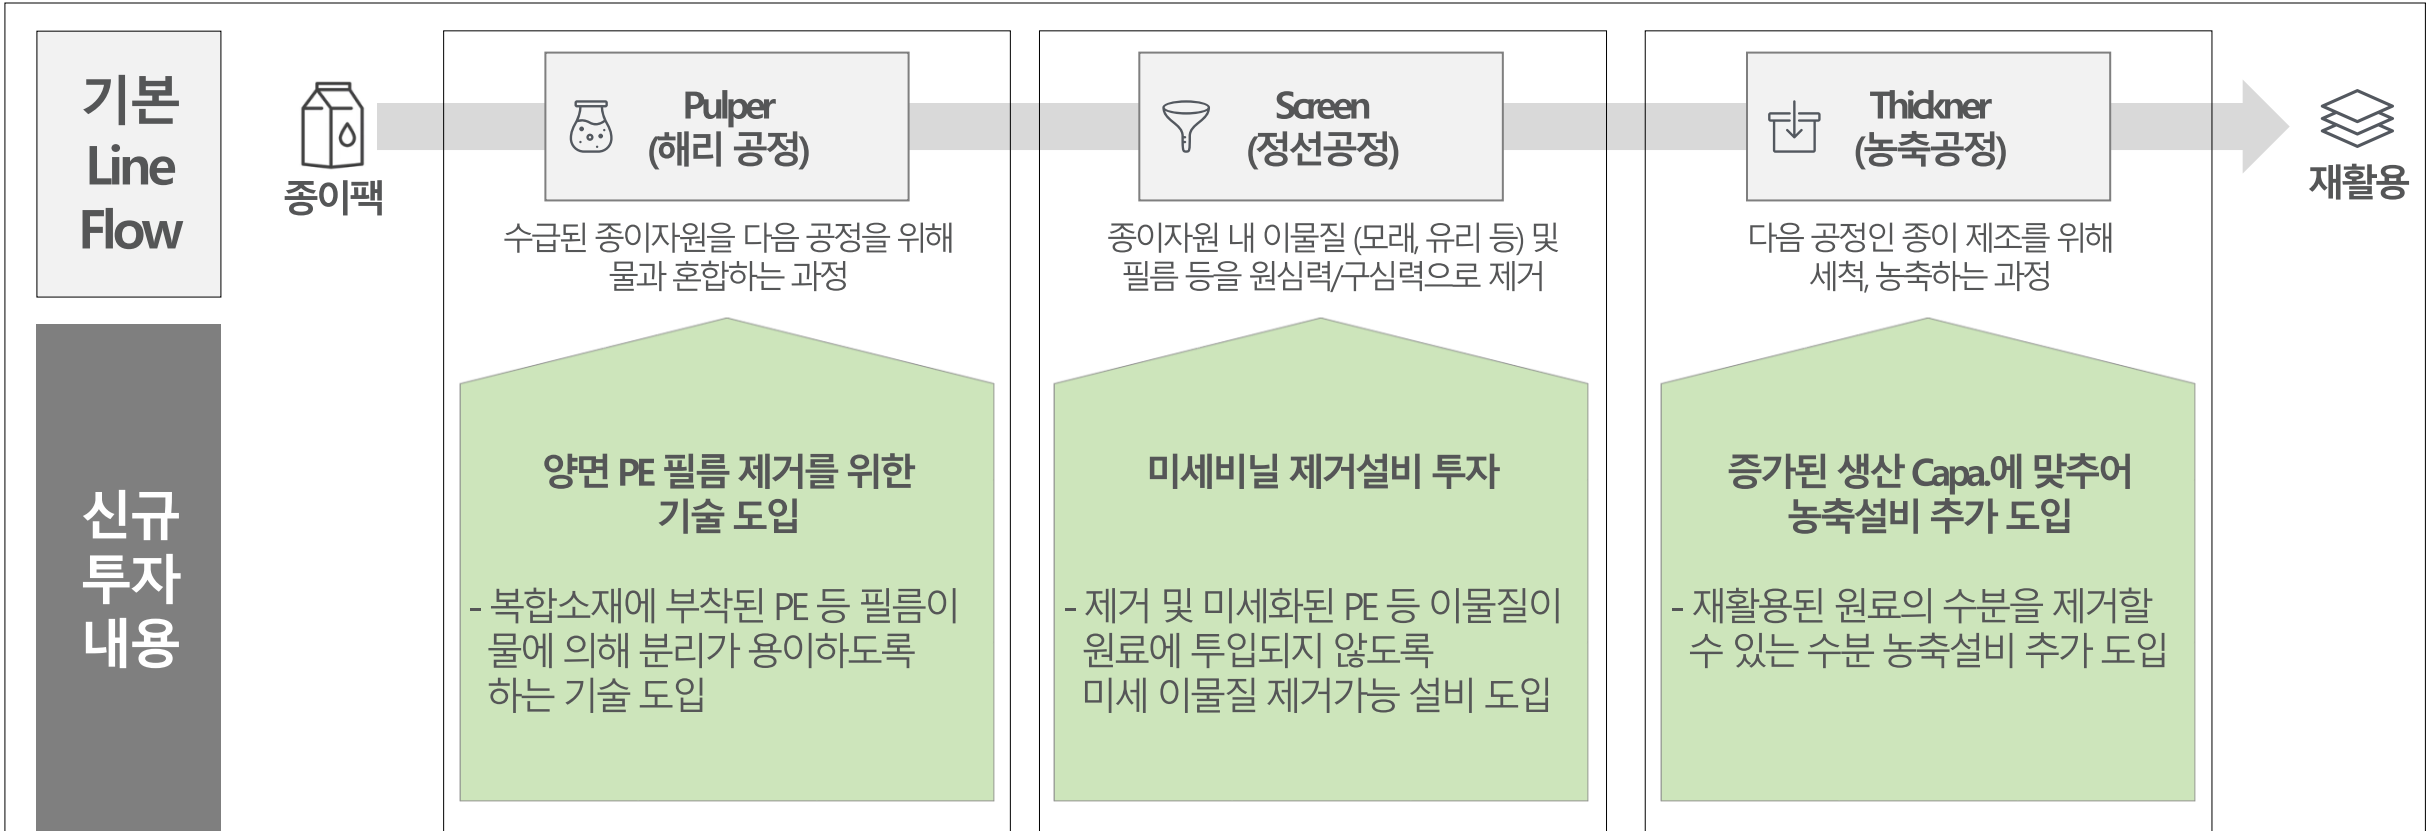 기본
Line
Flow
종이팩
Pulper
(해리 공정)
수급된 종이자원을 다음 공정을 위해
물과 혼합하는 과정
Screen
(정선공정)
종이자원 내 이물질 (모래, 유리 등) 및
필름 등을 원심력/구심력으로 제거
Thickner
(농축공정)
다음 공정인 종이 제조를 위해
세척, 농축하는 과정
재활용
신규
투자
내용
양면 PE 필름 제거를 위한
기술 도입
- 복합소재에 부착된 PE 등 필름이
물에 의해 분리가 용이하도록
하는 기술 도입
미세비닐 제거설비 투자
- 제거 및 미세화된 PE 등 이물질이
원료에 투입되지 않도록
미세 이물질 제거가능 설비 도입
증가된 생산 Capa.에 맞추어
농축설비 추가 도입
- 재활용된 원료의 수분을 제거할
수 있는 수분 농축설비 추가 도입